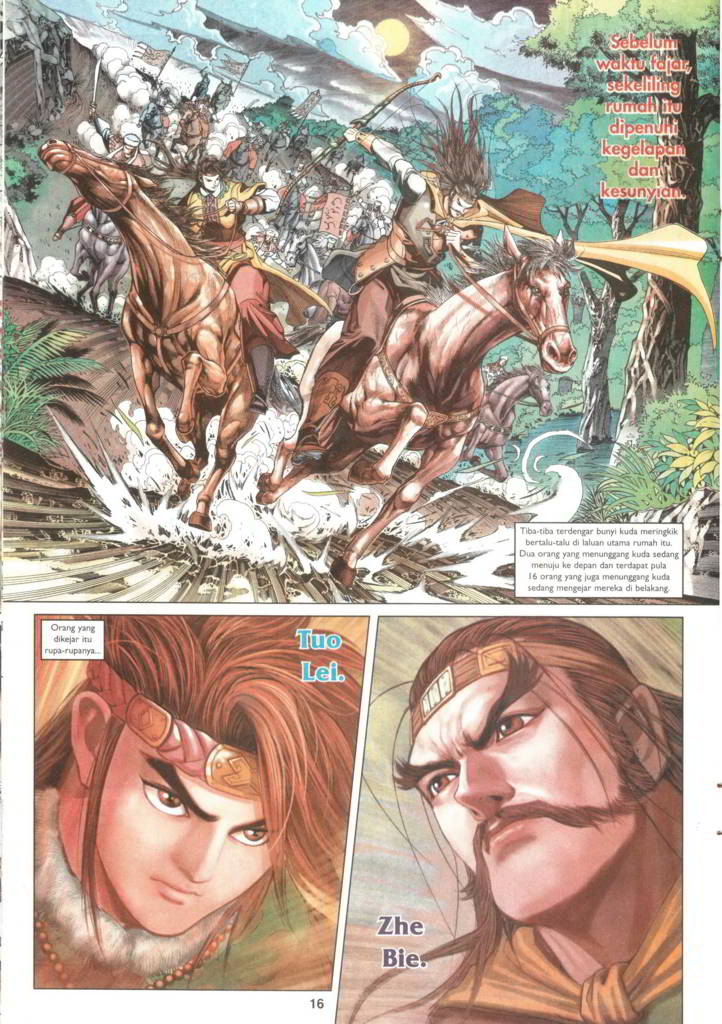 Sebelum
waktu fajar,
sekeliling
rumah itu
dipenuhi
kegelapan
dan
kesunyian.
Tiba-tiba terdengar bunyi kuda meringkik
bertalu-talu di laluan utama rumah itu.
Dua orang yang menunggang kuda sedang
menuju ke depan dan terdapat pula
16 orang yang juga menunggang kuda
sedang mengejar mereka di belakang.
Orang yang
dikejar itu
rupa-rupanya...
Tuo
Lei.
Zhe
Bie.
16